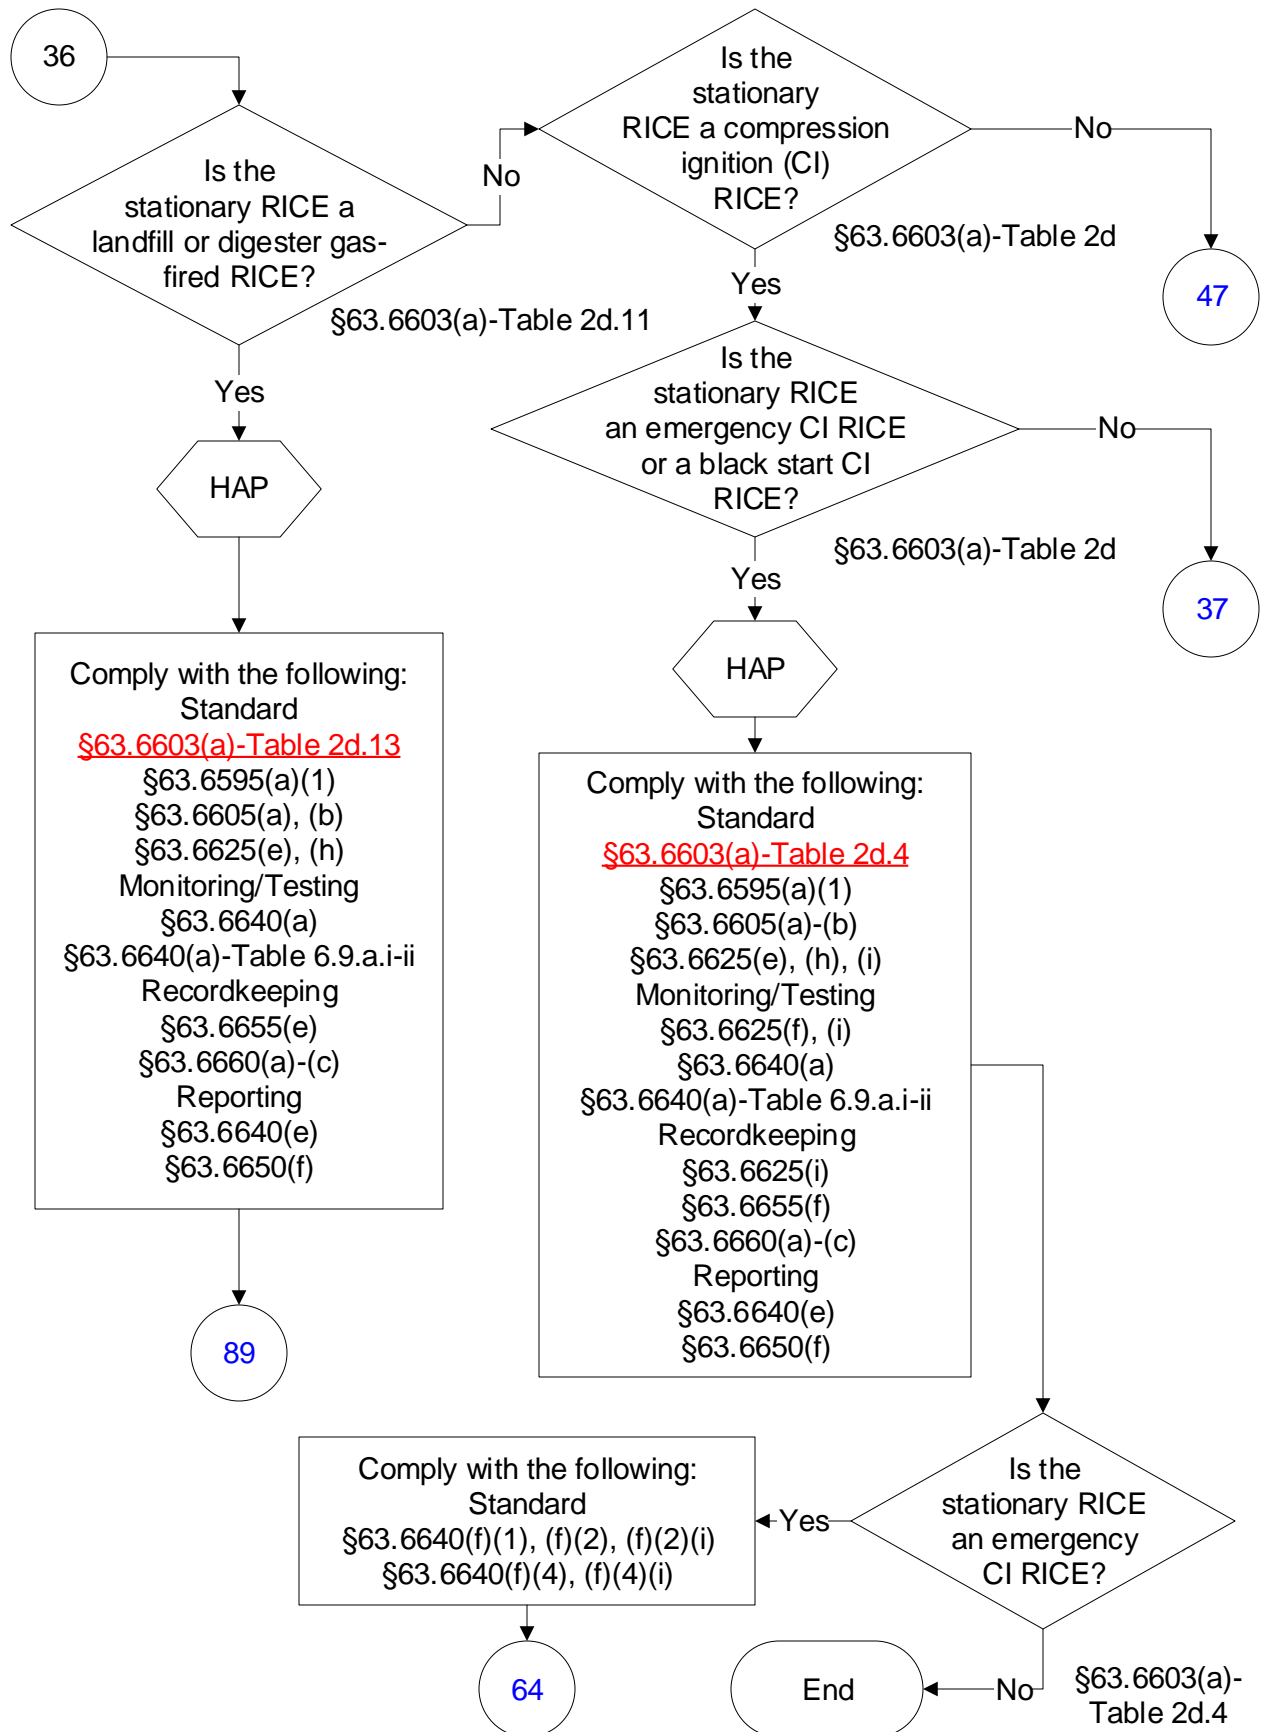 36
Is the
stationary RICE a
landfill or digester gas-
fired RICE?
§63.6603(a)-Table 2d.11
No
Yes
HAP
Comply with the following:
Standard
§63.6603(a)-Table 2d.13
§63.6595(a)(1)
§63.6605(a), (b)
§63.6625(e), (h)
Monitoring/Testing
§63.6640(a)
§63.6640(a)-Table 6.9.a.i-ii
Recordkeeping
§63.6655(e)
§63.6660(a)-(c)
Reporting
§63.6640(e)
§63.6650(f)
89
Is the
stationary
RICE a compression
ignition (CI)
RICE?
§63.6603(a)-Table 2d
No
47
Yes
Is the
stationary RICE
an emergency CI RICE
or a black start CI
RICE?
§63.6603(a)-Table 2d
No
37
Yes
HAP
Comply with the following:
Standard
§63.6603(a)-Table 2d.4
§63.6595(a)(1)
§63.6605(a)-(b)
§63.6625(e), (h), (i)
Monitoring/Testing
§63.6625(f), (i)
§63.6640(a)
§63.6640(a)-Table 6.9.a.i-ii
Recordkeeping
§63.6625(i)
§63.6655(f)
§63.6660(a)-(c)
Reporting
§63.6640(e)
§63.6650(f)
Is the
stationary RICE
an emergency
CI RICE?
§63.6603(a)-
Table 2d.4
Yes
Comply with the following:
Standard
§63.6640(f)(1), (f)(2), (f)(2)(i)
§63.6640(f)(4), (f)(4)(i)
64
No
End